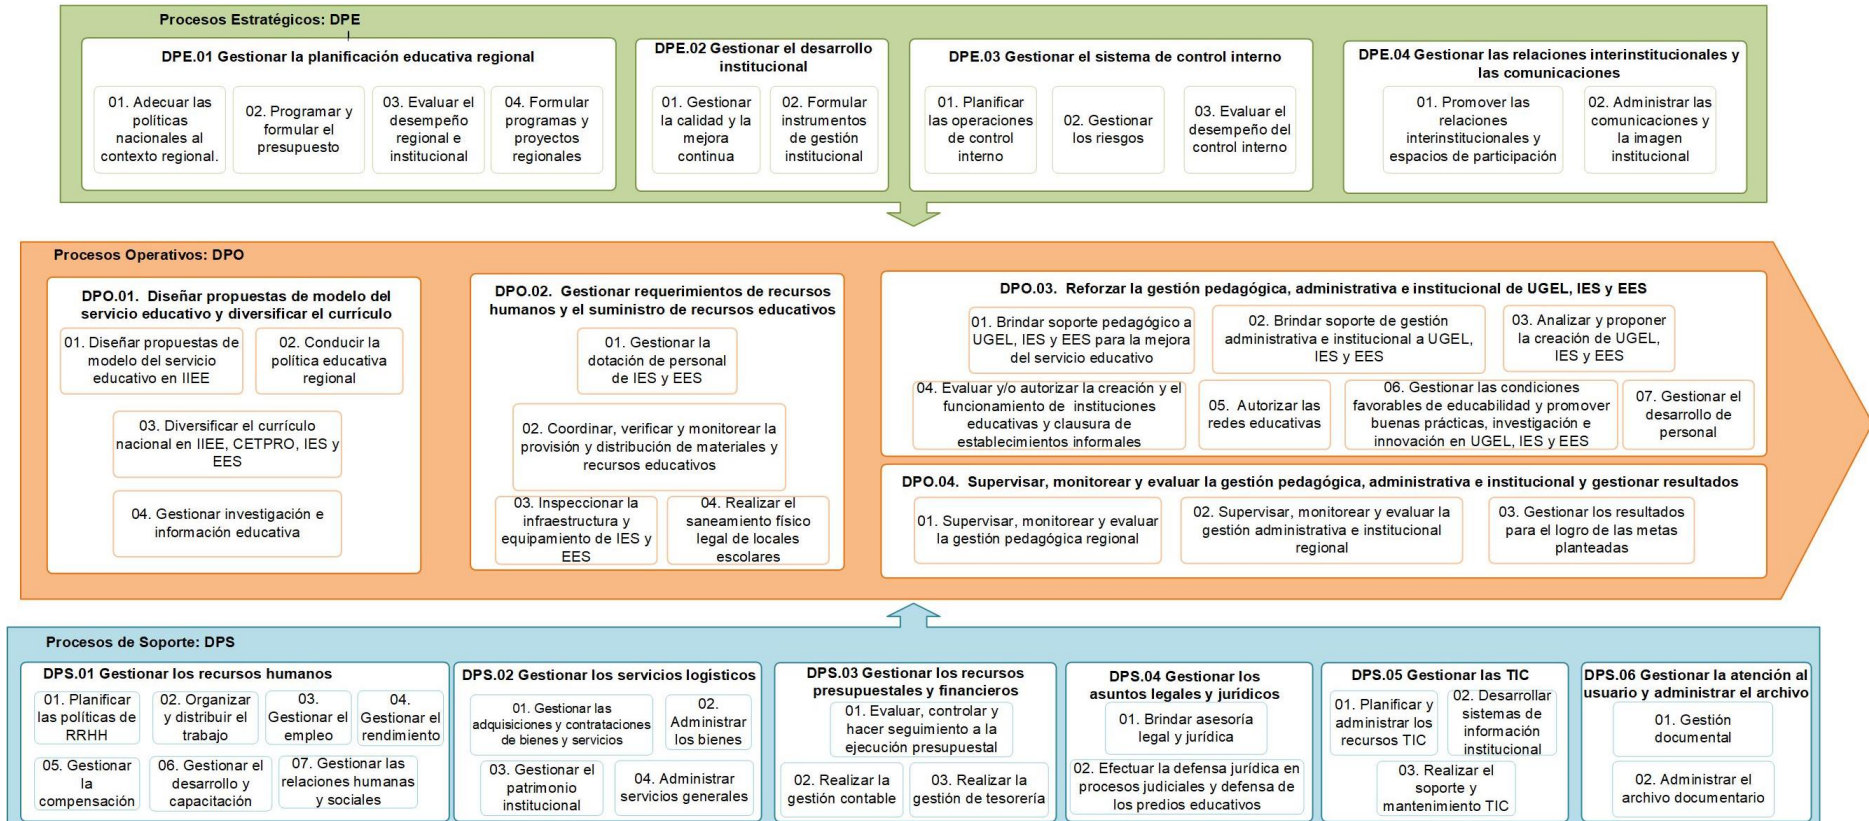 Procesos Estratégicos: DPE
DPE.01 Gestionar la planificación educativa regional
01. Adecuar las
políticas
nacionales al
contexto regional.
02. Programar y
formular el
presupuesto
03. Evaluar el
desempeño
regional e
institucional
04. Formular
programas y
proyectos
regionales
DPE.02 Gestionar el desarrollo
institucional
01. Gestionar
la calidad y la
mejora
continua
02. Formular
instrumentos
de gestión
institucional
DPE.03 Gestionar el sistema de control interno
01. Planificar
las operaciones
de control
interno
02. Gestionar
los riesgos
03. Evaluar el
desempeño del
control interno
DPE.04 Gestionar las relaciones interinstitucionales y
las comunicaciones
01. Promover las
relaciones
interinstitucionales y
espacios de participación
02. Administrar las
comunicaciones y
la imagen
institucional
Procesos Operativos: DPO
DPO.01. Diseñar propuestas de modelo del
servicio educativo y diversificar el currículo
01. Diseñar propuestas de
modelo del servicio
educativo en IIEE
02. Conducir la
política educativa
regional
03. Diversificar el currículo
nacional en IIEE, CETPRO, IES y
EES
04. Gestionar investigación e
información educativa
DPO.02. Gestionar requerimientos de recursos
humanos y el suministro de recursos educativos
01. Gestionar la
dotación de personal
de IES y EES
02. Coordinar, verificar y monitorear la
provisión y distribución de materiales y
recursos educativos
03. Inspeccionar la
infraestructura y
equipamiento de IES y
EES
04. Realizar el
saneamiento físico
legal de locales
escolares
DPO.03. Reforzar la gestión pedagógica, administrativa e institucional de UGEL, IES y EES
01. Brindar soporte pedagógico a
UGEL, IES y EES para la mejora
del servicio educativo
02. Brindar soporte de gestión
administrativa e institucional a UGEL,
IES y EES
03. Analizar y proponer
la creación de UGEL,
IES y EES
04. Evaluar y/o autorizar la creación y el
funcionamiento de instituciones
educativas y clausura de
establecimientos informales
05. Autorizar las
redes educativas
06. Gestionar las condiciones
favorables de educabilidad y promover
buenas prácticas, investigación e
innovación en UGEL, IES y EES
07. Gestionar el
desarrollo de
personal
DPO.04. Supervisar, monitorear y evaluar la gestión pedagógica, administrativa e institucional y gestionar resultados
01. Supervisar, monitorear y evaluar
la gestión pedagógica regional
02. Supervisar, monitorear y evaluar la
gestión administrativa e institucional
regional
03. Gestionar los resultados
para el logro de las metas
planteadas
Procesos de Soporte: DPS
DPS.01 Gestionar los recursos humanos
01. Planificar
las políticas de
RRHH
02. Organizar
y distribuir el
trabajo
03.
Gestionar el
empleo
04.
Gestionar el
rendimiento
05. Gestionar
la
compensación
06. Gestionar el
desarrollo y
capacitación
07. Gestionar las
relaciones humanas
y sociales
DPS.02 Gestionar los servicios logísticos
01. Gestionar las
adquisiciones y contrataciones
de bienes y servicios
02.
Administrar
los bienes
03. Gestionar el
patrimonio
institucional
04. Administrar
servicios generales
DPS.03 Gestionar los recursos
presupuestales y financieros
01. Evaluar, controlar y
hacer seguimiento a la
ejecución presupuestal
02. Realizar la
gestión contable
03. Realizar la
gestión de tesorería
DPS.04 Gestionar los
asuntos legales y jurídicos
01. Brindar asesoría
legal y jurídica
02. Efectuar la defensa jurídica en
procesos judiciales y defensa de
los predios educativos
DPS.05 Gestionar las TIC
01. Planificar y
administrar los
recursos TIC
02. Desarrollar
sistemas de
información
institucional
03. Realizar el
soporte y
mantenimiento TIC
DPS.06 Gestionar la atención al
usuario y administrar el archivo
01. Gestión
documental
02. Administrar el
archivo documentario